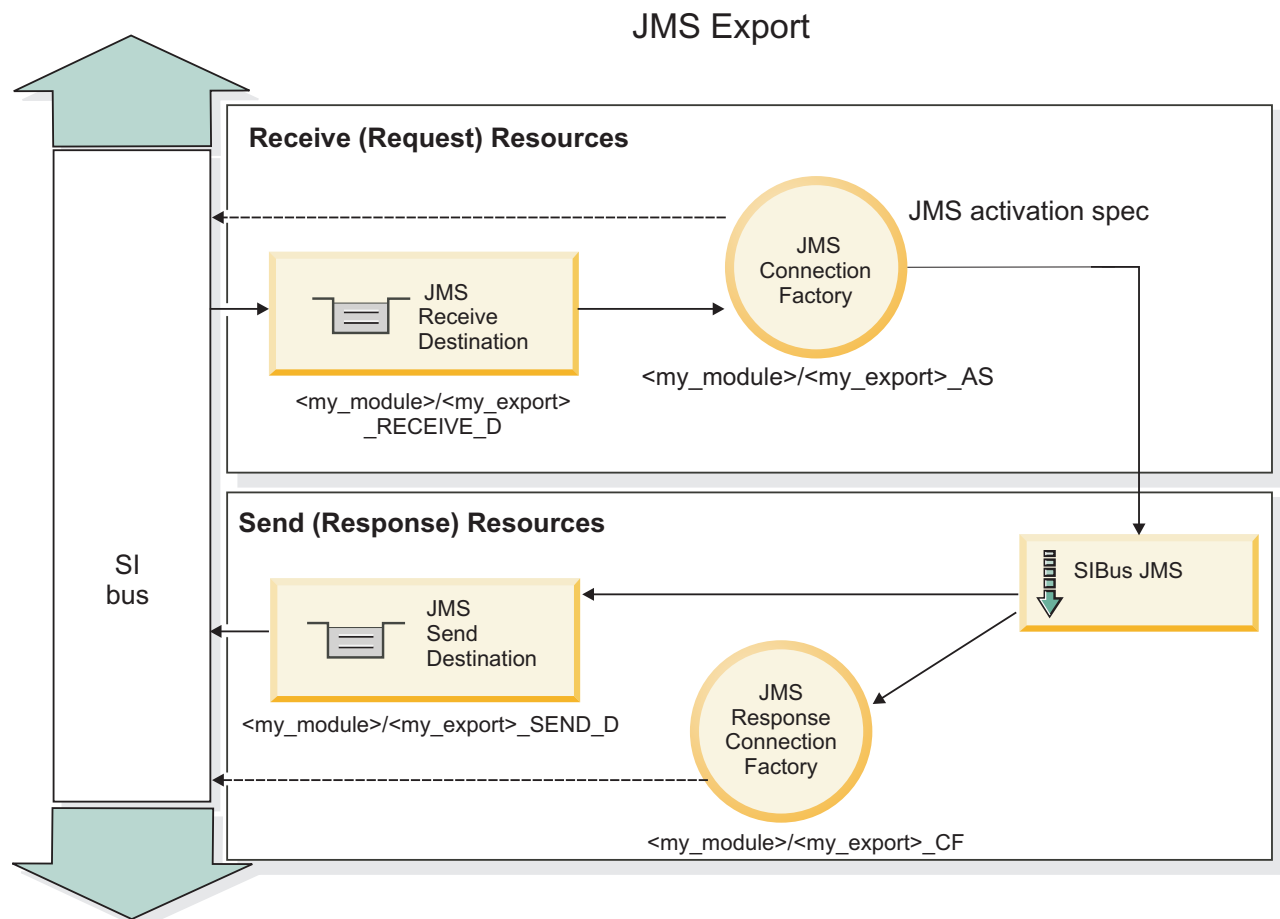 JMS Export
Receive (Request) Resources
JMS activation spec
JMS
Connection
Factory
JMS
Receive
Destination
<my_module>/<my_export>_AS
<my_module>/<my_export>
_RECEIVE_D
Send (Response) Resources
SI
bus
SIBus JMS
JMS
Send
Destination
<my_module>/<my_export>_SEND_D
JMS
Response
Connection
Factory
<my_module>/<my_export>_CF